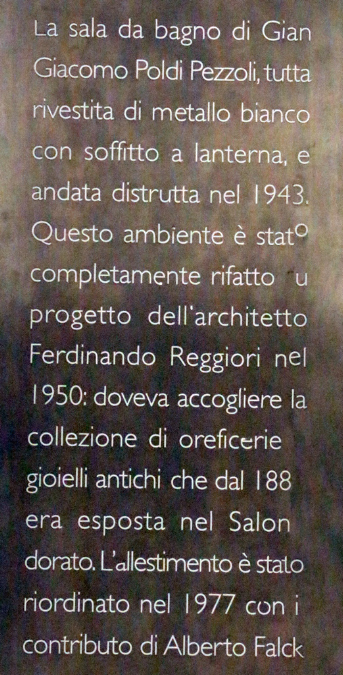 La sala da bagno di Gian
Giacomo Poldi Pezzoli, tutta
rivestita di metallo bianco
con soffitto a lanterna, e
andata distrutta nel 1943.
Questo ambiente è stato
completamente rifatto u
progetto dell'architetto
Ferdinando Reggiori nel
1950: doveva accogliere la
collezione di oreficerie
gioielli antichi che dal 188
era esposta nel Salon
dorato. L'allestimento è stato
riordinato nel 1977 con i
contributo di Alberto Falck